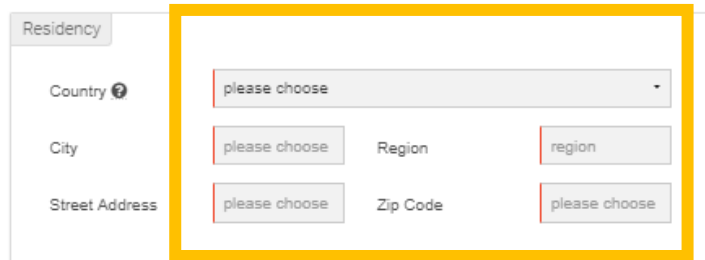 Residency
Country please choose
City please choose Region region
Street Address please choose Zip Code please choose